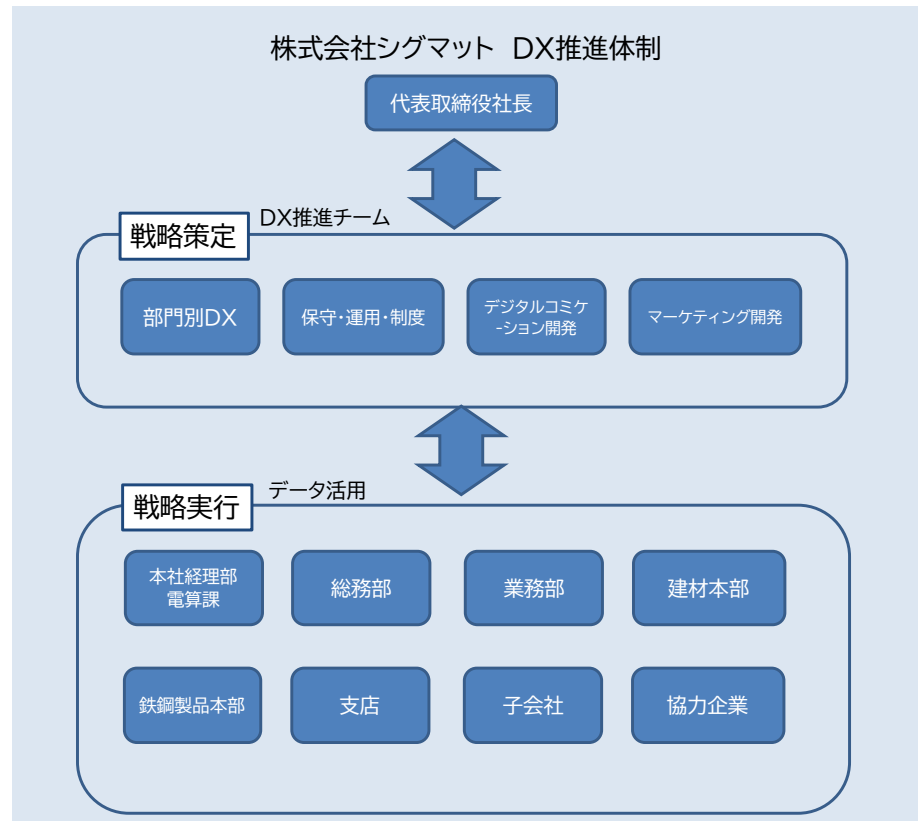 株式会社シグマット DX推進体制
代表取締役社長
戦略策定
DX推進チーム
部門別DX
保守・運用・制度
デジタルコミケ
-ション開発
マーケティング開発
戦略実行
データ活用
本社経理部
電算課
総務部
業務部
建材本部
鉄鋼製品本部
支店
子会社
協力企業